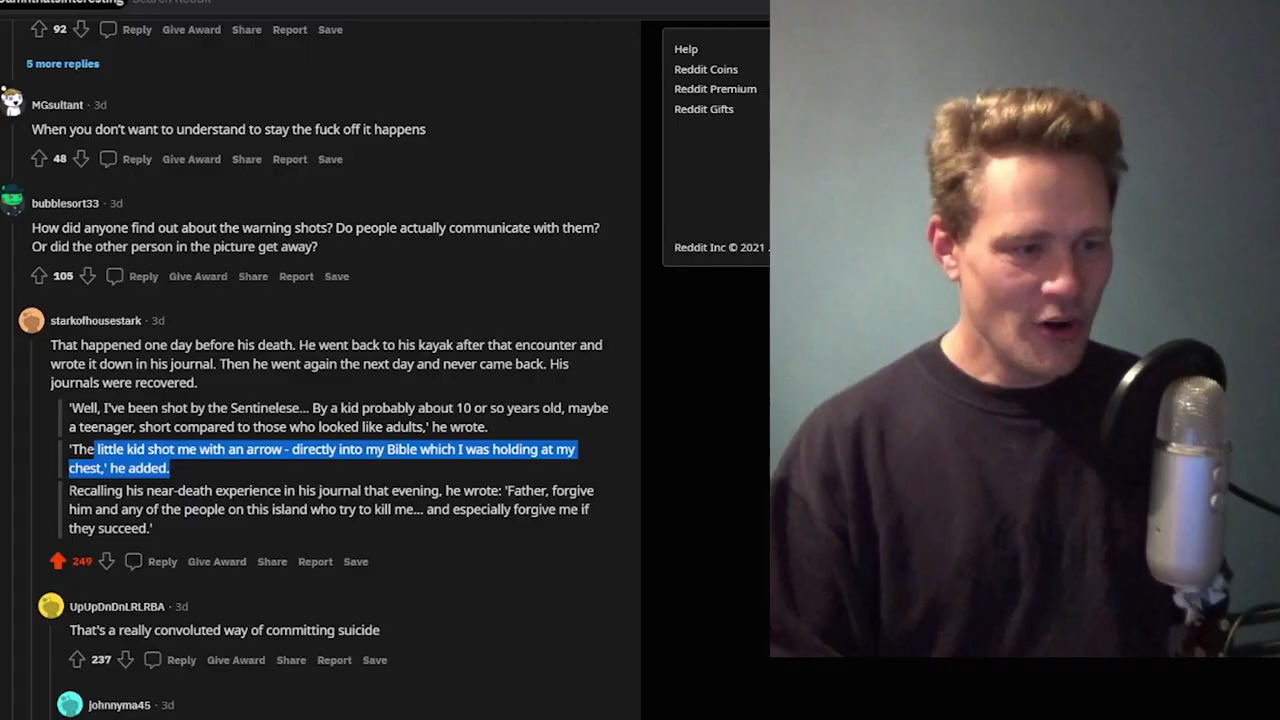 92 Reply Give Award Share Report Save
5 more replies
MGsultant · 3d
When you don't want to understand to stay the fuck off it happens
48 Reply Give Award Share Report Save
bubblesort33 · 3d
How did anyone find out about the warning shots? Do people actually communicate with them?
Or did the other person in the picture get away?
105 Reply Give Award Share Report Save
starkofhousestark · 3d
That happened one day before his death. He went back to his kayak after that encounter and
wrote it down in his journal. Then he went again the next day and never came back. His
journals were recovered.
'Well, I've been shot by the Sentinelese... By a kid probably about 10 or so years old, maybe
a teenager, short compared to those who looked like adults,' he wrote.
'The little kid shot me with an arrow - directly into my Bible which I was holding at my
chest,' he added.
Recalling his near-death experience in his journal that evening, he wrote: 'Father, forgive
him and any of the people on this island who try to kill me... and especially forgive me if
they succeed.'
249 Reply Give Award Share Report Save
UpUpDnDnLRLRBA · 3d
That's a really convoluted way of committing suicide
237 Reply Give Award Share Report Save
johnnyma45 · 3d
Help
Reddit Coins
Reddit Premium
Reddit Gifts
Reddit Inc © 2021 .